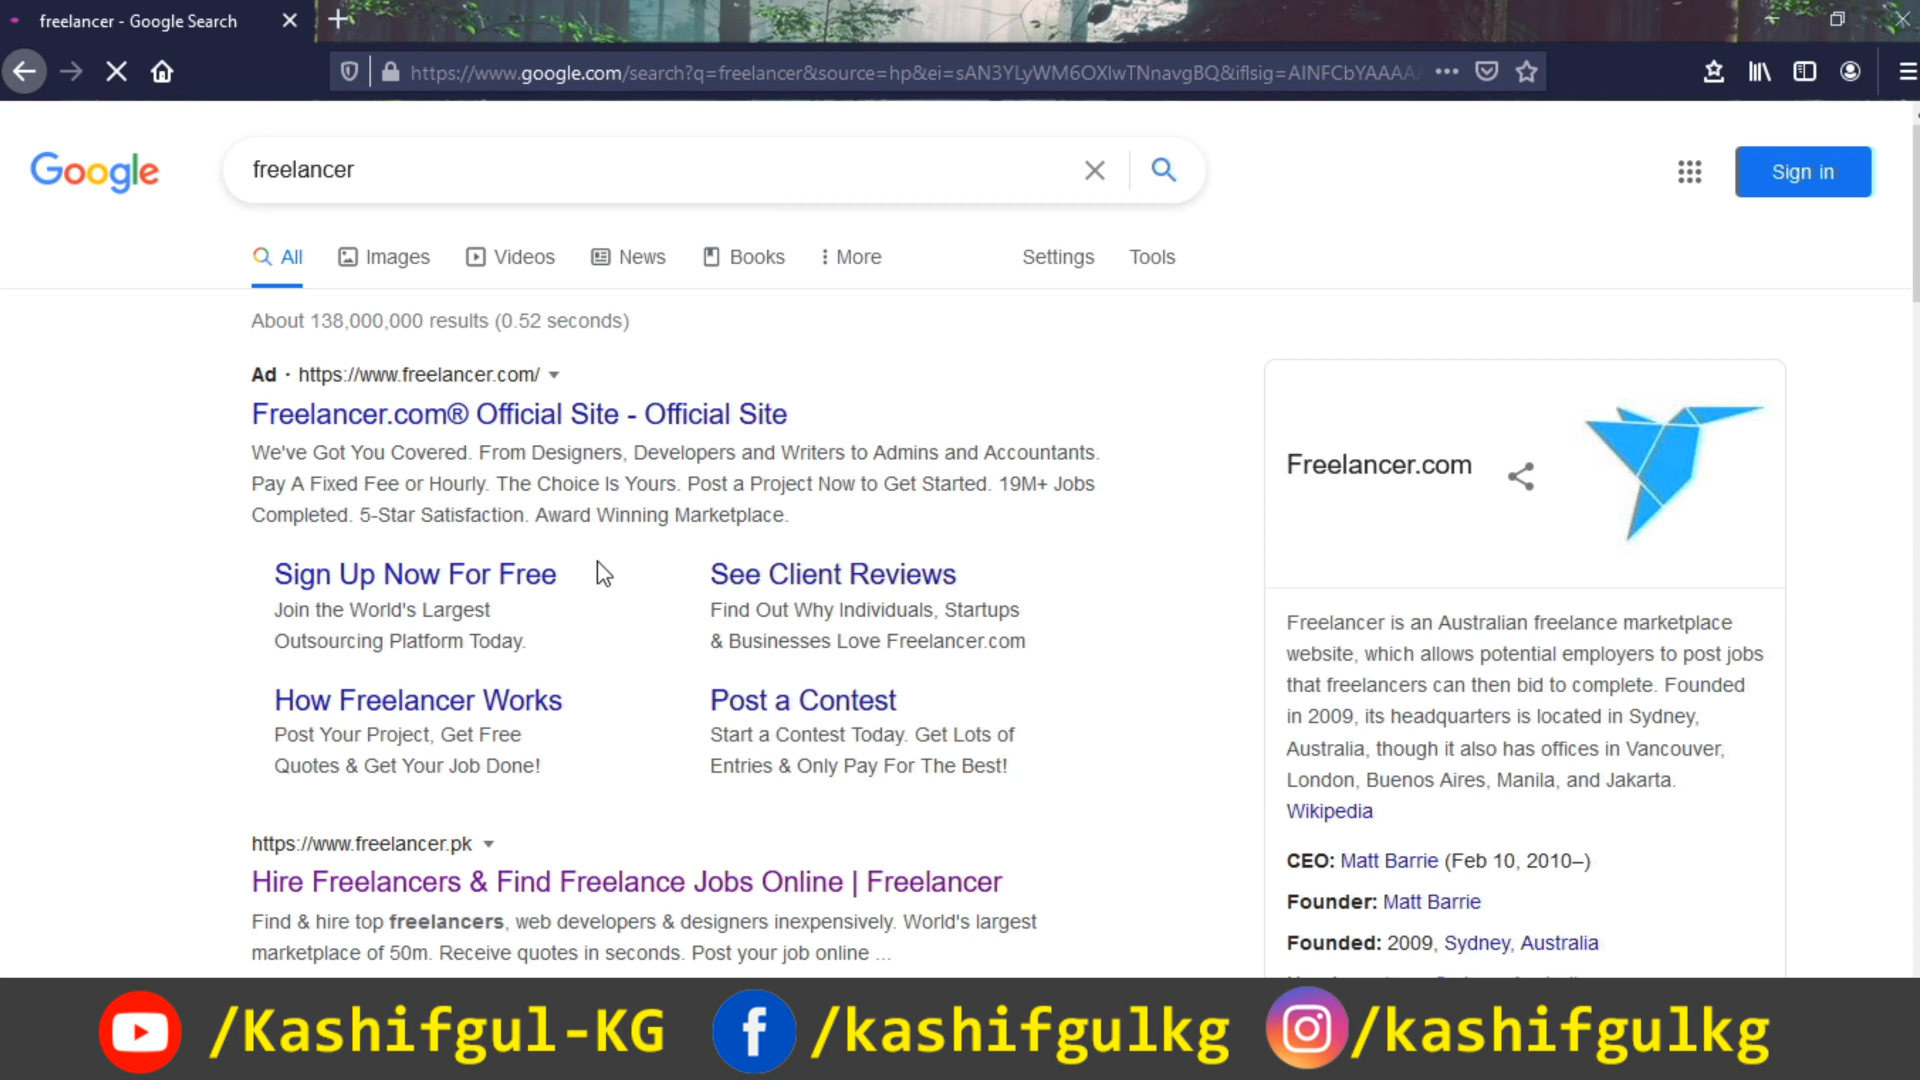 freelancer - Google Search
https://www.google.com/search?q=freelancer&source=hp&ei=sAN3YLyWM6OXlwTNnavgBQ&iflsig=AINFCbYAAAA
Google
freelancer
Sign in
All
Images
Videos
News
Books
More
Settings
Tools
About 138,000,000 results (0.52 seconds)
Ad · https://www.freelancer.com/
Freelancer.com® Official Site - Official Site
We've Got You Covered. From Designers, Developers and Writers to Admins and Accountants.
Pay A Fixed Fee or Hourly. The Choice Is Yours. Post a Project Now to Get Started. 19M+ Jobs
Completed. 5-Star Satisfaction. Award Winning Marketplace.
Sign Up Now For Free
Join the World's Largest
Outsourcing Platform Today.
See Client Reviews
Find Out Why Individuals, Startups
& Businesses Love Freelancer.com
How Freelancer Works
Post Your Project, Get Free
Quotes & Get Your Job Done!
Post a Contest
Start a Contest Today. Get Lots of
Entries & Only Pay For The Best!
https://www.freelancer.pk
Hire Freelancers & Find Freelance Jobs Online | Freelancer
Find & hire top freelancers, web developers & designers inexpensively. World's largest
marketplace of 50m. Receive quotes in seconds. Post your job online ...
Freelancer.com
Freelancer is an Australian freelance marketplace
website, which allows potential employers to post jobs
that freelancers can then bid to complete. Founded
in 2009, its headquarters is located in Sydney,
Australia, though it also has offices in Vancouver,
London, Buenos Aires, Manila, and Jakarta.
Wikipedia
CEO: Matt Barrie (Feb 10, 2010–)
Founder: Matt Barrie
Founded: 2009, Sydney, Australia
/Kashifgul-KG
/kashifgulkg
/kashifgulkg